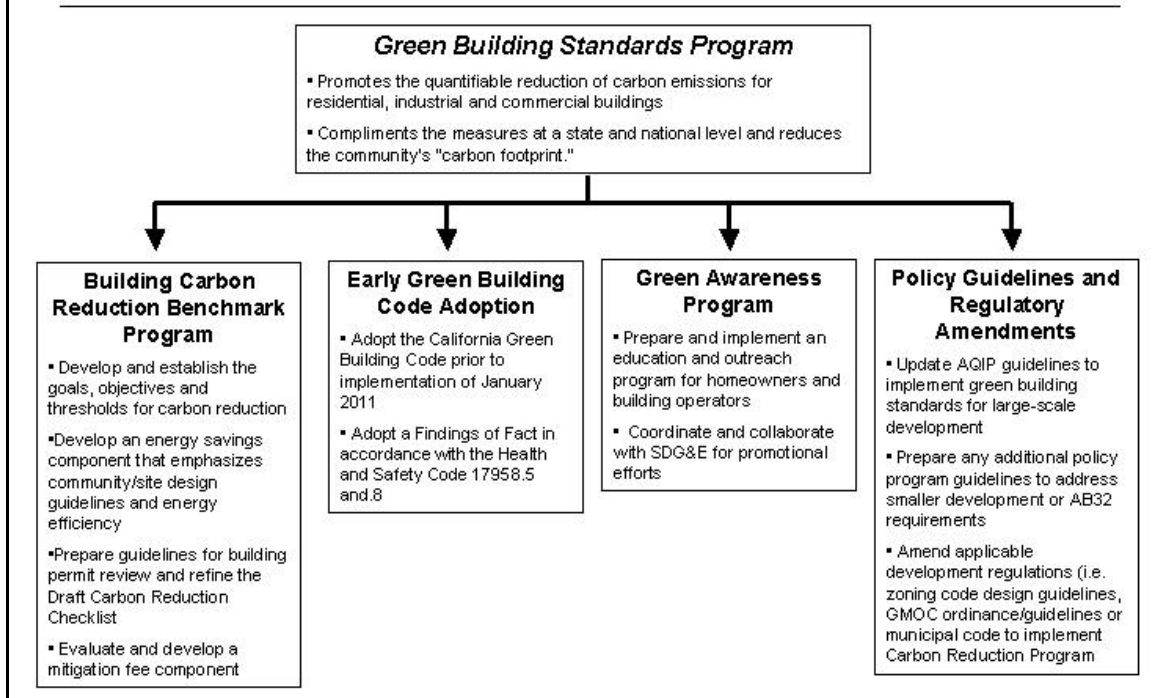 Green Building Standards Program
▪ Promotes the quantifiable reduction of carbon emissions for
residential, industrial and commercial buildings
▪ Compliments the measures at a state and national level and reduces
the community's "carbon footprint."
Building Carbon
Reduction Benchmark
Program
▪ Develop and establish the
goals, objectives and
thresholds for carbon reduction
▪Develop an energy savings
component that emphasizes
community/site design
guidelines and energy
efficiency
▪Prepare guidelines for building
permit review and refine the
Draft Carbon Reduction
Checklist
▪ Evaluate and develop a
mitigation fee component
Early Green Building
Code Adoption
▪ Adopt the California Green
Building Code prior to
implementation of January
2011
▪ Adopt a Findings of Fact in
accordance with the Health
and Safety Code 17958.5
and.8
Green Awareness
Program
▪ Prepare and implement an
education and outreach
program for homeowners and
building operators
▪ Coordinate and collaborate
with SDG&E for promotional
efforts
Policy Guidelines and
Regulatory
Amendments
▪ Update AQIP guidelines to
implement green building
standards for large-scale
development
▪ Prepare any additional policy
program guidelines to address
smaller development or AB32
requirements
▪ Amend applicable
development regulations (i.e.
zoning code design guidelines,
GMOC ordinance/guidelines or
municipal code to implement
Carbon Reduction Program